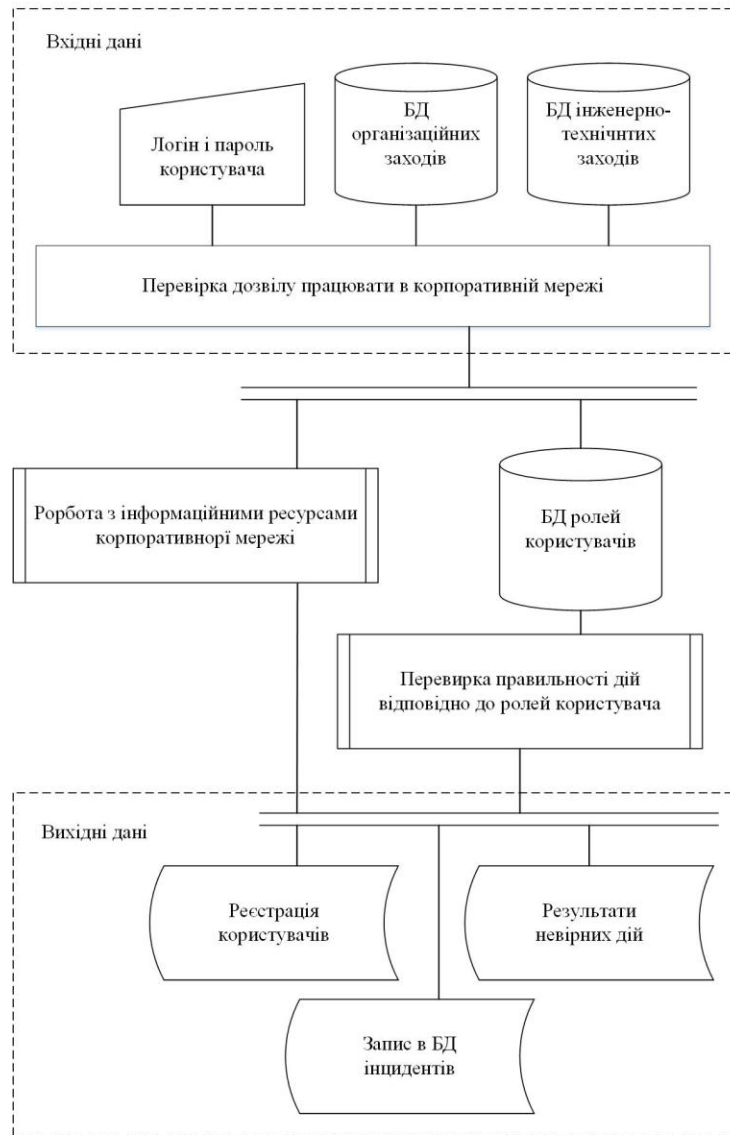 Вхідні дані
Логін і пароль
користувача
БД
організаційних
заходів
БД інженерно-
технічнтих
заходів
Перевірка дозвілу працювати в корпоративній мережі
Рорбота з інформаційними ресурсами
корпоративнорї мережі
БД ролей
користувачів
Перевирка правильності дій
відповідно до ролей користувача
Вихідні дані
Реєстрація
користувачів
Результати
невірних дій
Запис в БД
інцидентів